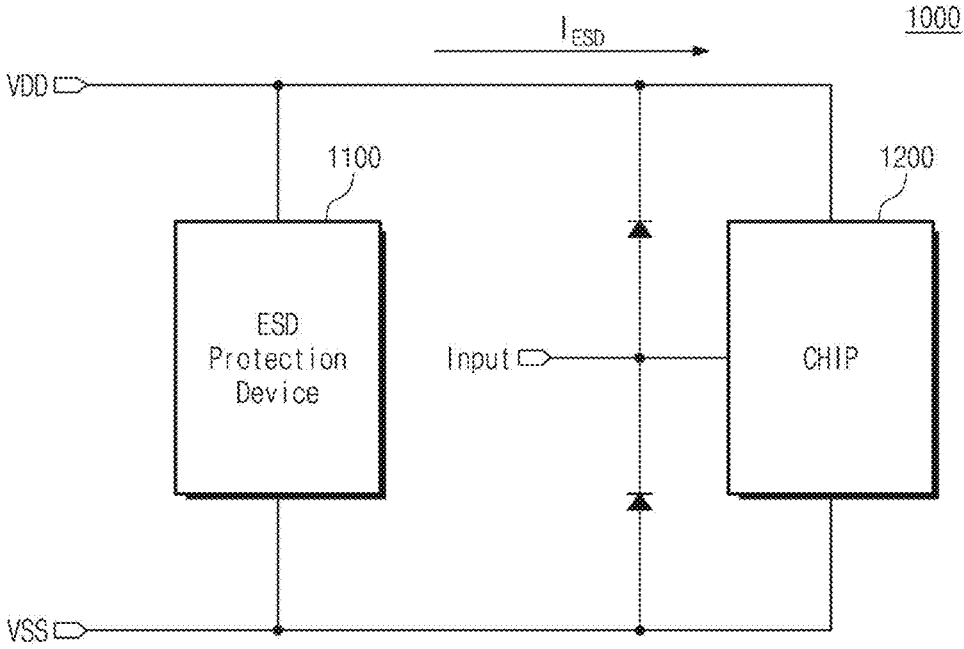 1000
I_ESD
VDD
1100
1200
ESD
Protection
Device
Input
CHIP
VSS